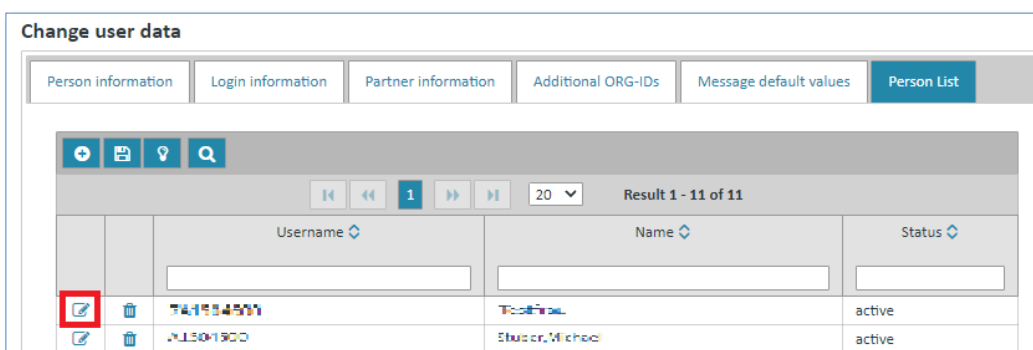 Change user data
Person information Login information Partner information Additional ORG-IDs Message default values Person List
1 20 Result 1 - 11 of 11
Username Name Status
active
active